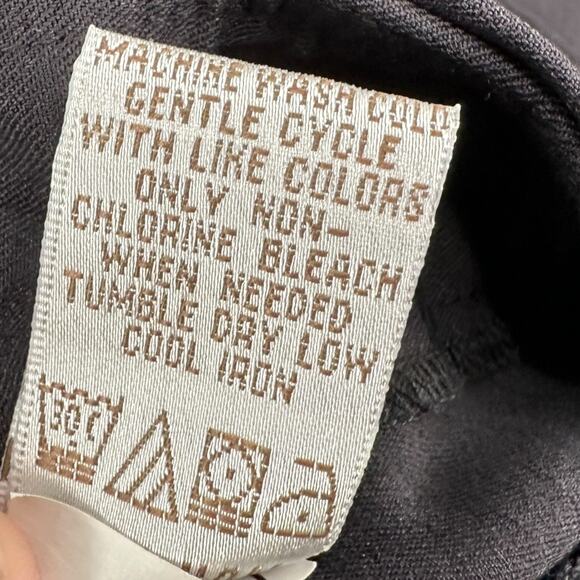 MACHINE WASH COLD
GENTLE CYCLE
WITH LIKE COLORS
ONLY NON-
CHLORINE BLEACH
WHEN NEEDED
TUMBLE DRY LOW
COOL IRON